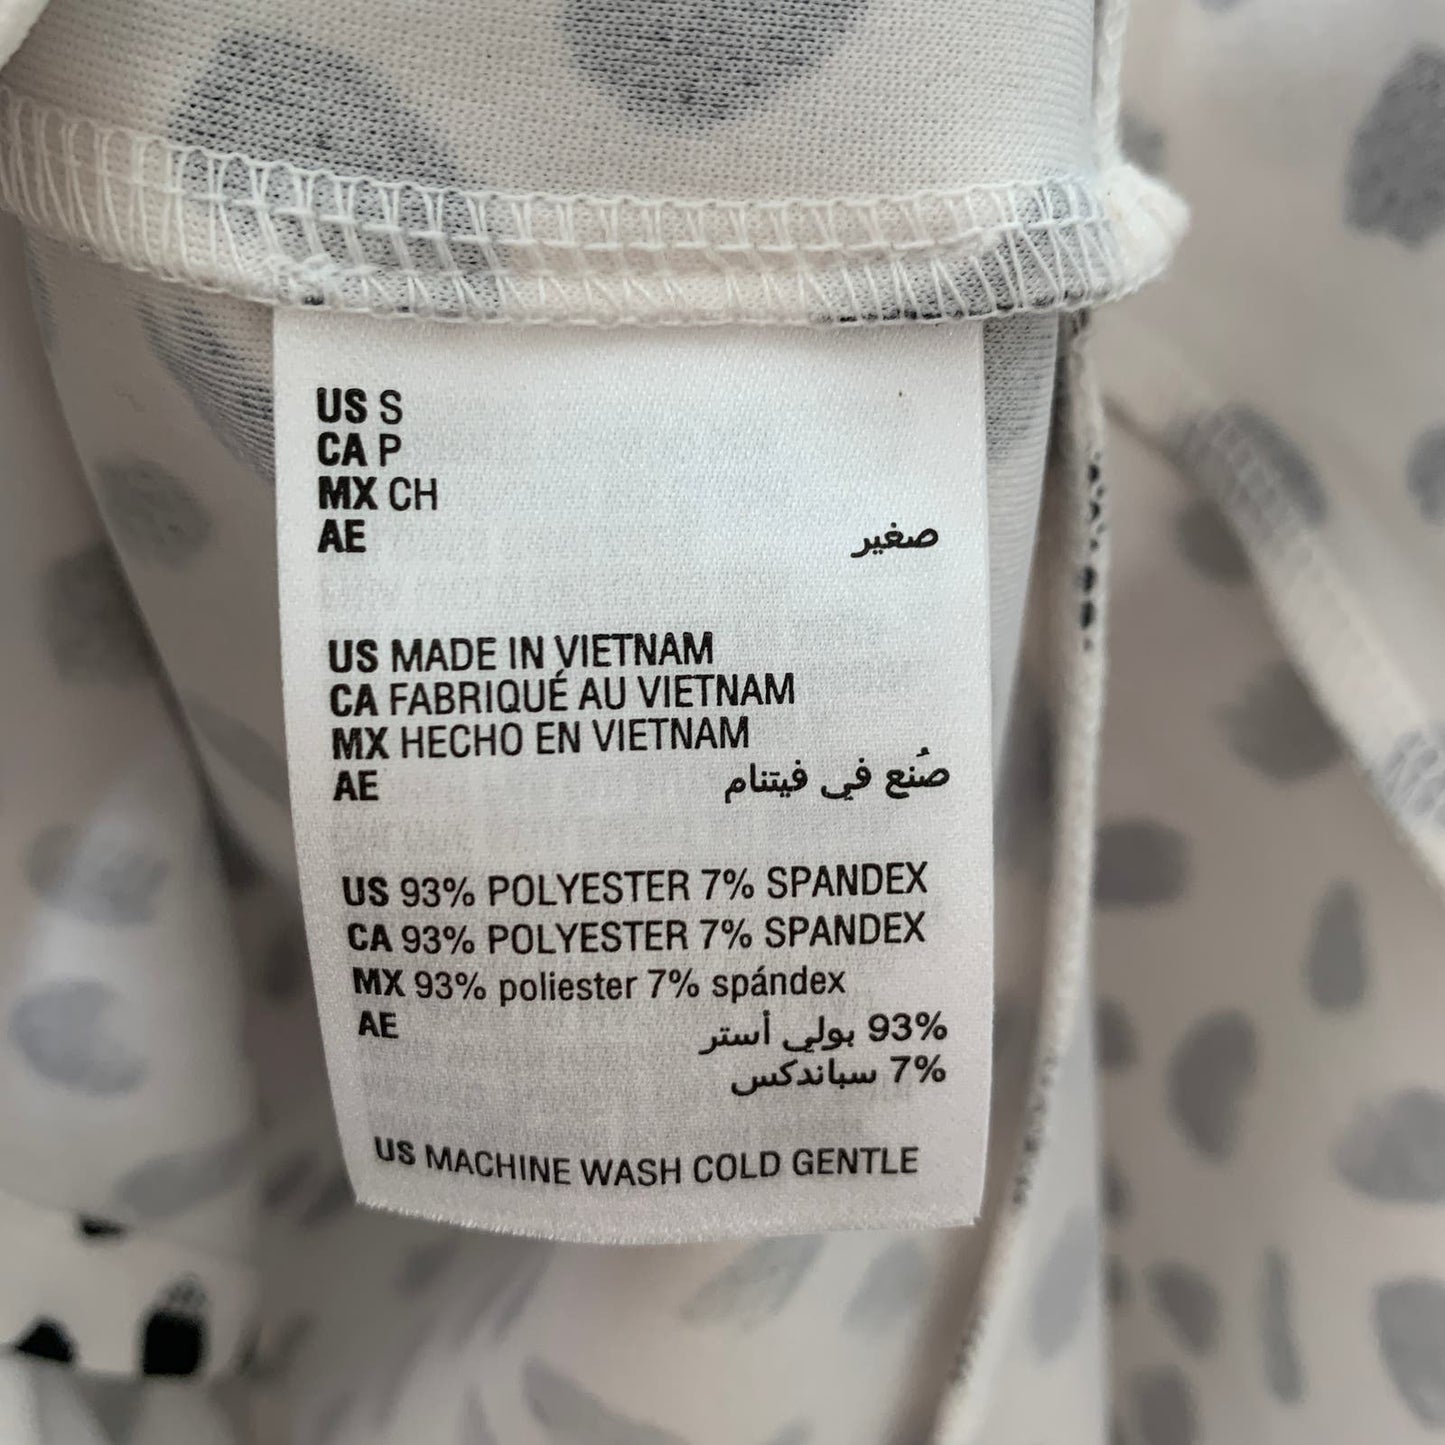 US S
CA P
MX CH
AE صغير
US MADE IN VIETNAM
CA FABRIQUÉ AU VIETNAM
MX HECHO EN VIETNAM
AE صُنع في فيتنام
US 93% POLYESTER 7% SPANDEX
CA 93% POLYESTER 7% SPANDEX
MX 93% poliester 7% spándex
AE 93% بولي أستر
7% سباندكس
US MACHINE WASH COLD GENTLE